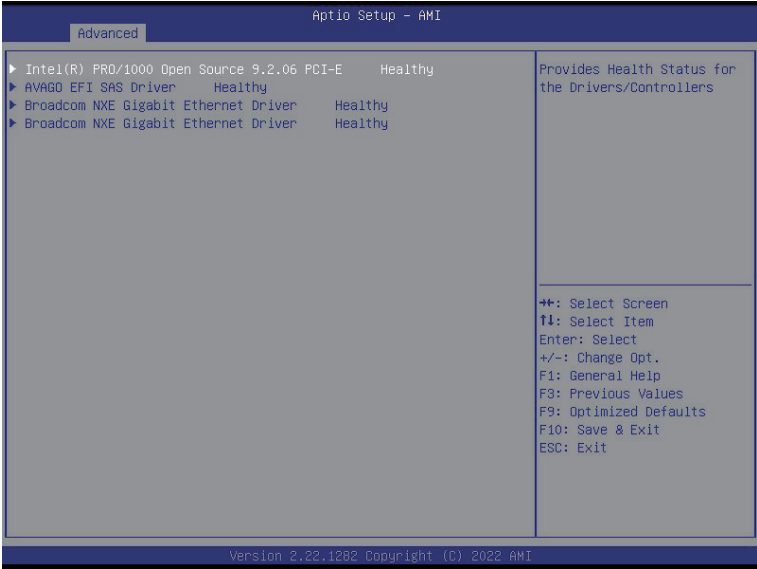 Aptio Setup – AMI
Advanced
▶ Intel(R) PRO/1000 Open Source 9.2.06 PCI-E Healthy
▶ AVAGO EFI SAS Driver Healthy
▶ Broadcom NXE Gigabit Ethernet Driver Healthy
▶ Broadcom NXE Gigabit Ethernet Driver Healthy
Provides Health Status for
the Drivers/Controllers
→←: Select Screen
↑↓: Select Item
Enter: Select
+/-: Change Opt.
F1: General Help
F3: Previous Values
F9: Optimized Defaults
F10: Save & Exit
ESC: Exit
Version 2.22.1282 Copyright (C) 2022 AMI